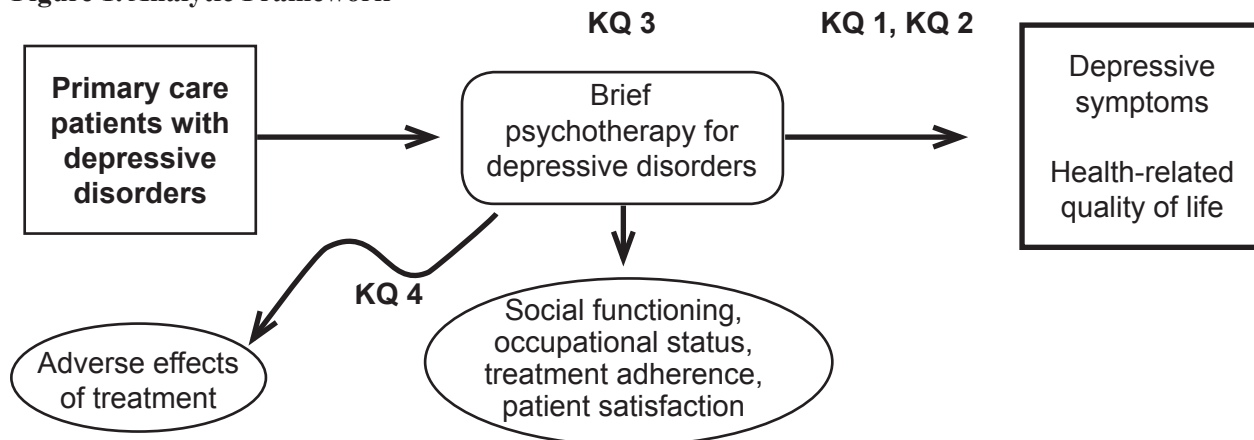 Figure 1. Analytic Framework
KQ 3
KQ 1, KQ 2
Primary care
patients with
depressive
disorders
Brief
psychotherapy for
depressive disorders
Depressive
symptoms
Health-related
quality of life
KQ 4
Adverse effects
of treatment
Social functioning,
occupational status,
treatment adherence,
patient satisfaction